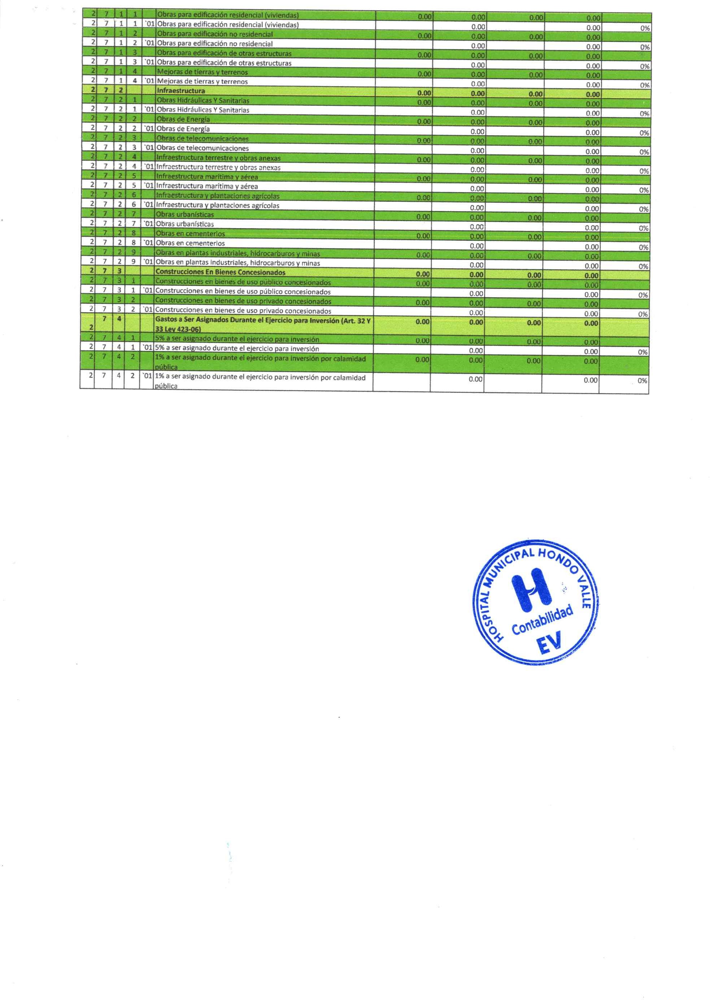 2 7 1 1 Obras para edificación residencial (viviendas) 0.00 0.00 0.00 0.00
2 7 1 1 `01 Obras para edificación residencial (viviendas) 0.00 0.00 0%
2 7 1 2 Obras para edificación no residencial 0.00 0.00 0.00 0.00
2 7 1 2 `01 Obras para edificación no residencial 0.00 0.00 0%
2 7 1 3 Obras para edificación de otras estructuras 0.00 0.00 0.00 0.00
2 7 1 3 `01 Obras para edificación de otras estructuras 0.00 0.00 0%
2 7 1 4 Mejoras de tierras y terrenos 0.00 0.00 0.00 0.00
2 7 1 4 `01 Mejoras de tierras y terrenos 0.00 0.00 0%
2 7 2 Infraestructura 0.00 0.00 0.00 0.00
2 7 2 1 Obras Hidráulicas Y Sanitarias 0.00 0.00 0.00 0.00
2 7 2 1 `01 Obras Hidráulicas Y Sanitarias 0.00 0.00 0%
2 7 2 2 Obras de Energía 0.00 0.00 0.00 0.00
2 7 2 2 `01 Obras de Energía 0.00 0.00 0%
2 7 2 3 Obras de telecomunicaciones 0.00 0.00 0.00 0.00
2 7 2 3 `01 Obras de telecomunicaciones 0.00 0.00 0%
2 7 2 4 Infraestructura terrestre y obras anexas 0.00 0.00 0.00 0.00
2 7 2 4 `01 Infraestructura terrestre y obras anexas 0.00 0.00 0%
2 7 2 5 Infraestructura marítima y aérea 0.00 0.00 0.00 0.00
2 7 2 5 `01 Infraestructura marítima y aérea 0.00 0.00 0%
2 7 2 6 Infraestructura y plantaciones agrícolas 0.00 0.00 0.00 0.00
2 7 2 6 `01 Infraestructura y plantaciones agrícolas 0.00 0.00 0%
2 7 2 7 Obras urbanísticas 0.00 0.00 0.00 0.00
2 7 2 7 `01 Obras urbanísticas 0.00 0.00 0%
2 7 2 8 Obras en cementerios 0.00 0.00 0.00 0.00
2 7 2 8 `01 Obras en cementerios 0.00 0.00 0%
2 7 2 9 Obras en plantas industriales, hidrocarburos y minas 0.00 0.00 0.00 0.00
2 7 2 9 `01 Obras en plantas industriales, hidrocarburos y minas 0.00 0.00 0%
2 7 3 Construcciones En Bienes Concesionados 0.00 0.00 0.00 0.00
2 7 3 1 Construcciones en bienes de uso público concesionados 0.00 0.00 0.00 0.00
2 7 3 1 `01 Construcciones en bienes de uso público concesionados 0.00 0.00 0%
2 7 3 2 Construcciones en bienes de uso privado concesionados 0.00 0.00 0.00 0.00
2 7 3 2 `01 Construcciones en bienes de uso privado concesionados 0.00 0.00 0%
7 4 Gastos a Ser Asignados Durante el Ejercicio para Inversión (Art. 32 Y 0.00 0.00 0.00 0.00
2 33 Ley 423-06)
2 7 4 1 5% a ser asignado durante el ejercicio para inversión 0.00 0.00 0.00 0.00
2 7 4 1 `01 5% a ser asignado durante el ejercicio para inversión 0.00 0.00 0%
2 7 4 2 1% a ser asignado durante el ejercicio para inversión por calamidad 0.00 0.00 0.00 0.00
pública
2 7 4 2 `01 1% a ser asignado durante el ejercicio para inversión por calamidad 0.00 0.00 0%
pública
HOSPITAL MUNICIPAL HONDO VALLE
H
Contabilidad
EV